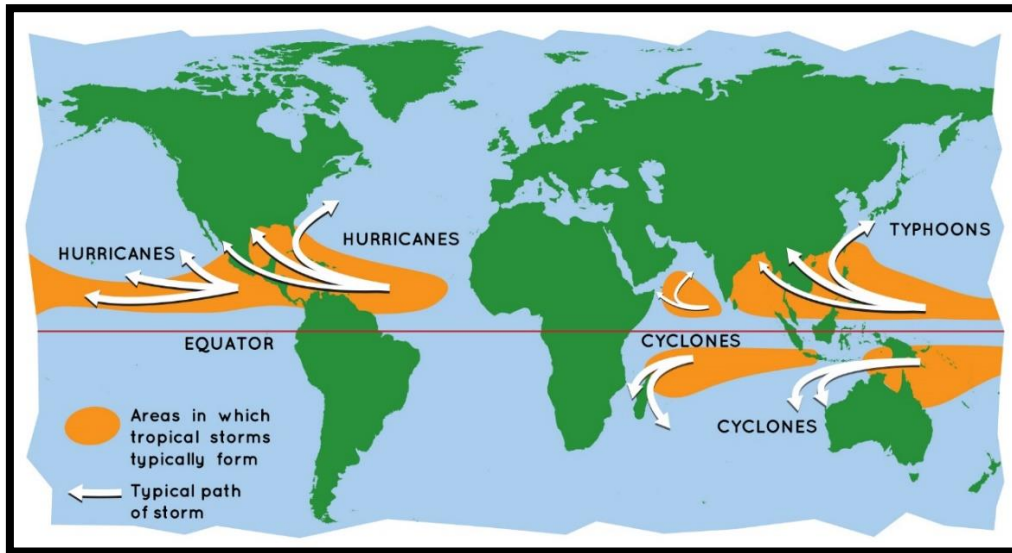 HURRICANES
HURRICANES
TYPHOONS
EQUATOR
CYCLONES
CYCLONES
Areas in which
tropical storms
typically form
Typical path
of storm